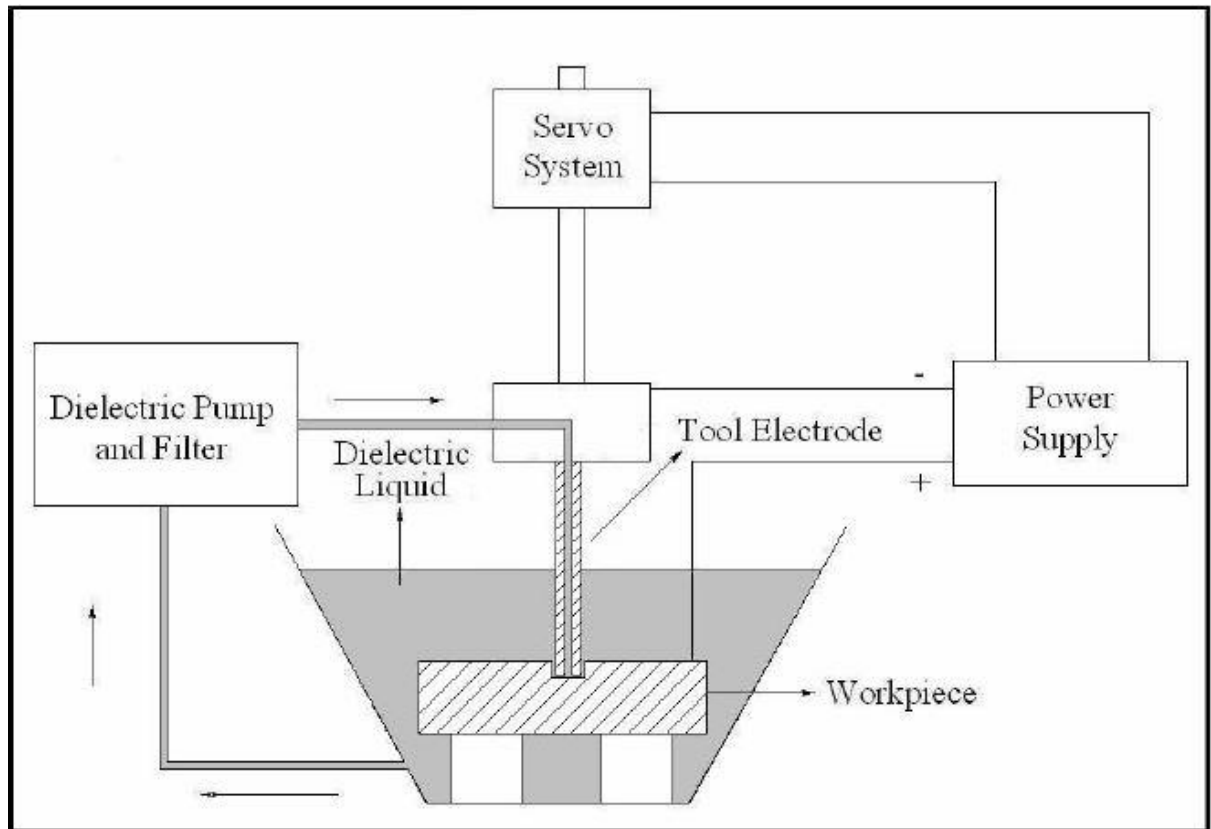 Servo
System
Dielectric Pump
and Filter
Dielectric
Liquid
Tool Electrode
-
+
Power
Supply
Workpiece